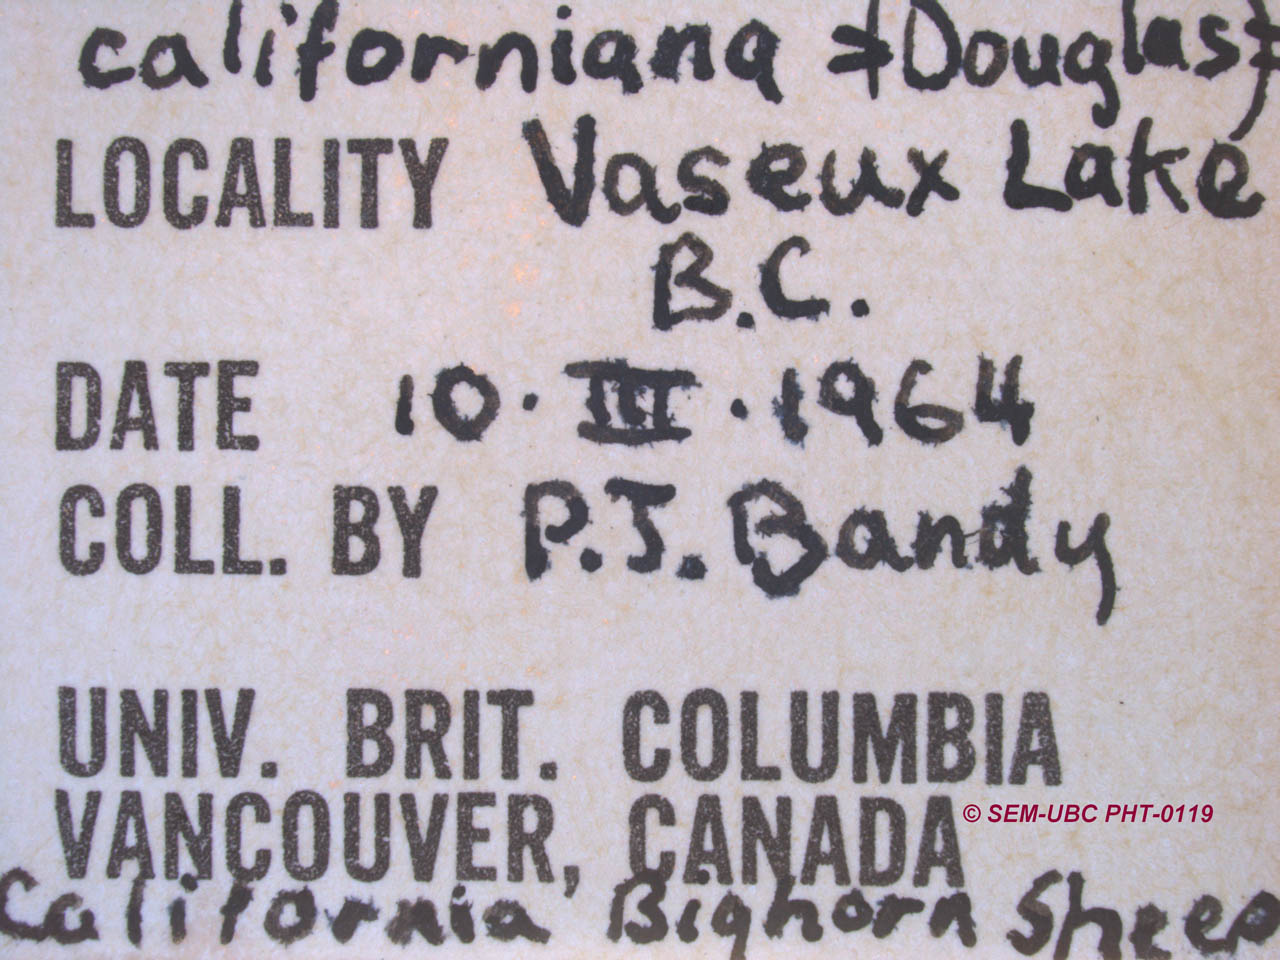 californiana (Douglas)
LOCALITY Vaseux Lake
B.C.
DATE 10·III·1964
COLL. BY P.J. Bandy
UNIV. BRIT. COLUMBIA
VANCOUVER, CANADA
© SEM-UBC PHT-0119
California Bighorn Sheep